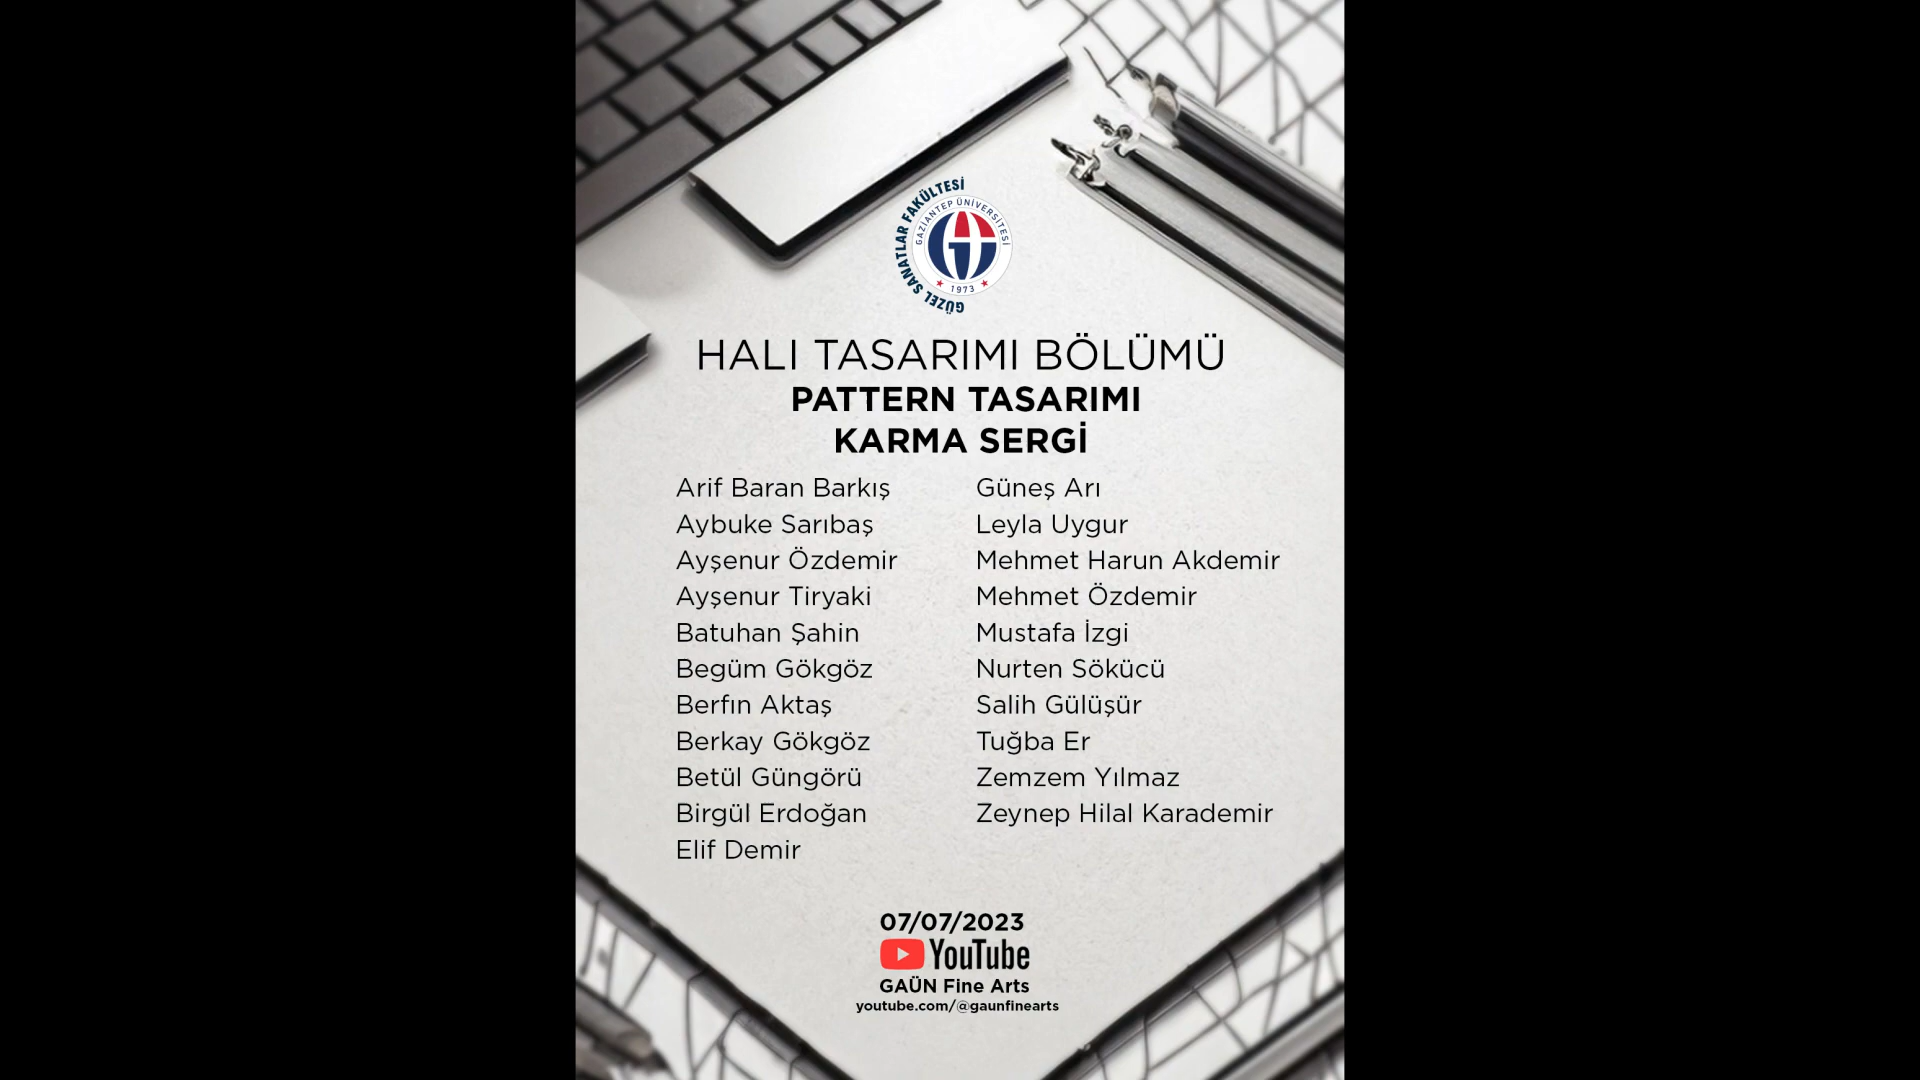 GÜZEL SANATLAR FAKÜLTESİ
GAZİANTEP ÜNİVERSİTESİ
1973
HALI TASARIMI BÖLÜMÜ
PATTERN TASARIMI
KARMA SERGİ
Arif Baran Barkış
Aybuke Sarıbaş
Ayşenur Özdemir
Ayşenur Tiryaki
Batuhan Şahin
Begüm Gökgöz
Berfın Aktaş
Berkay Gökgöz
Betül Güngörü
Birgül Erdoğan
Elif Demir
Güneş Arı
Leyla Uygur
Mehmet Harun Akdemir
Mehmet Özdemir
Mustafa İzgi
Nurten Sökücü
Salih Gülüşür
Tuğba Er
Zemzem Yılmaz
Zeynep Hilal Karademir
07/07/2023
YouTube
GAÜN Fine Arts
youtube.com/@gaunfinearts